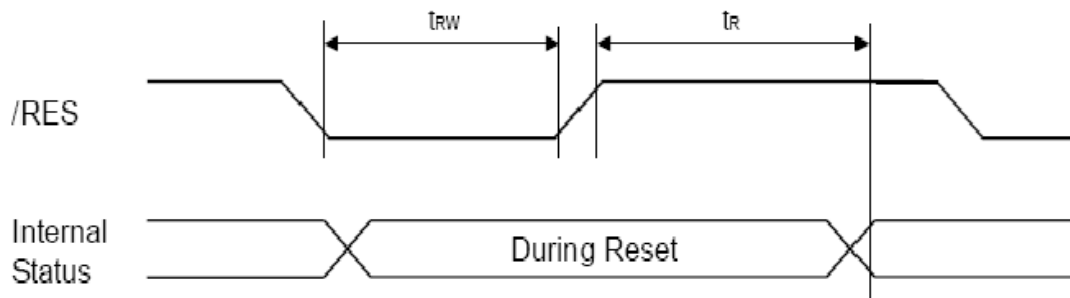 tRW
tR
/RES
Internal
Status
During Reset